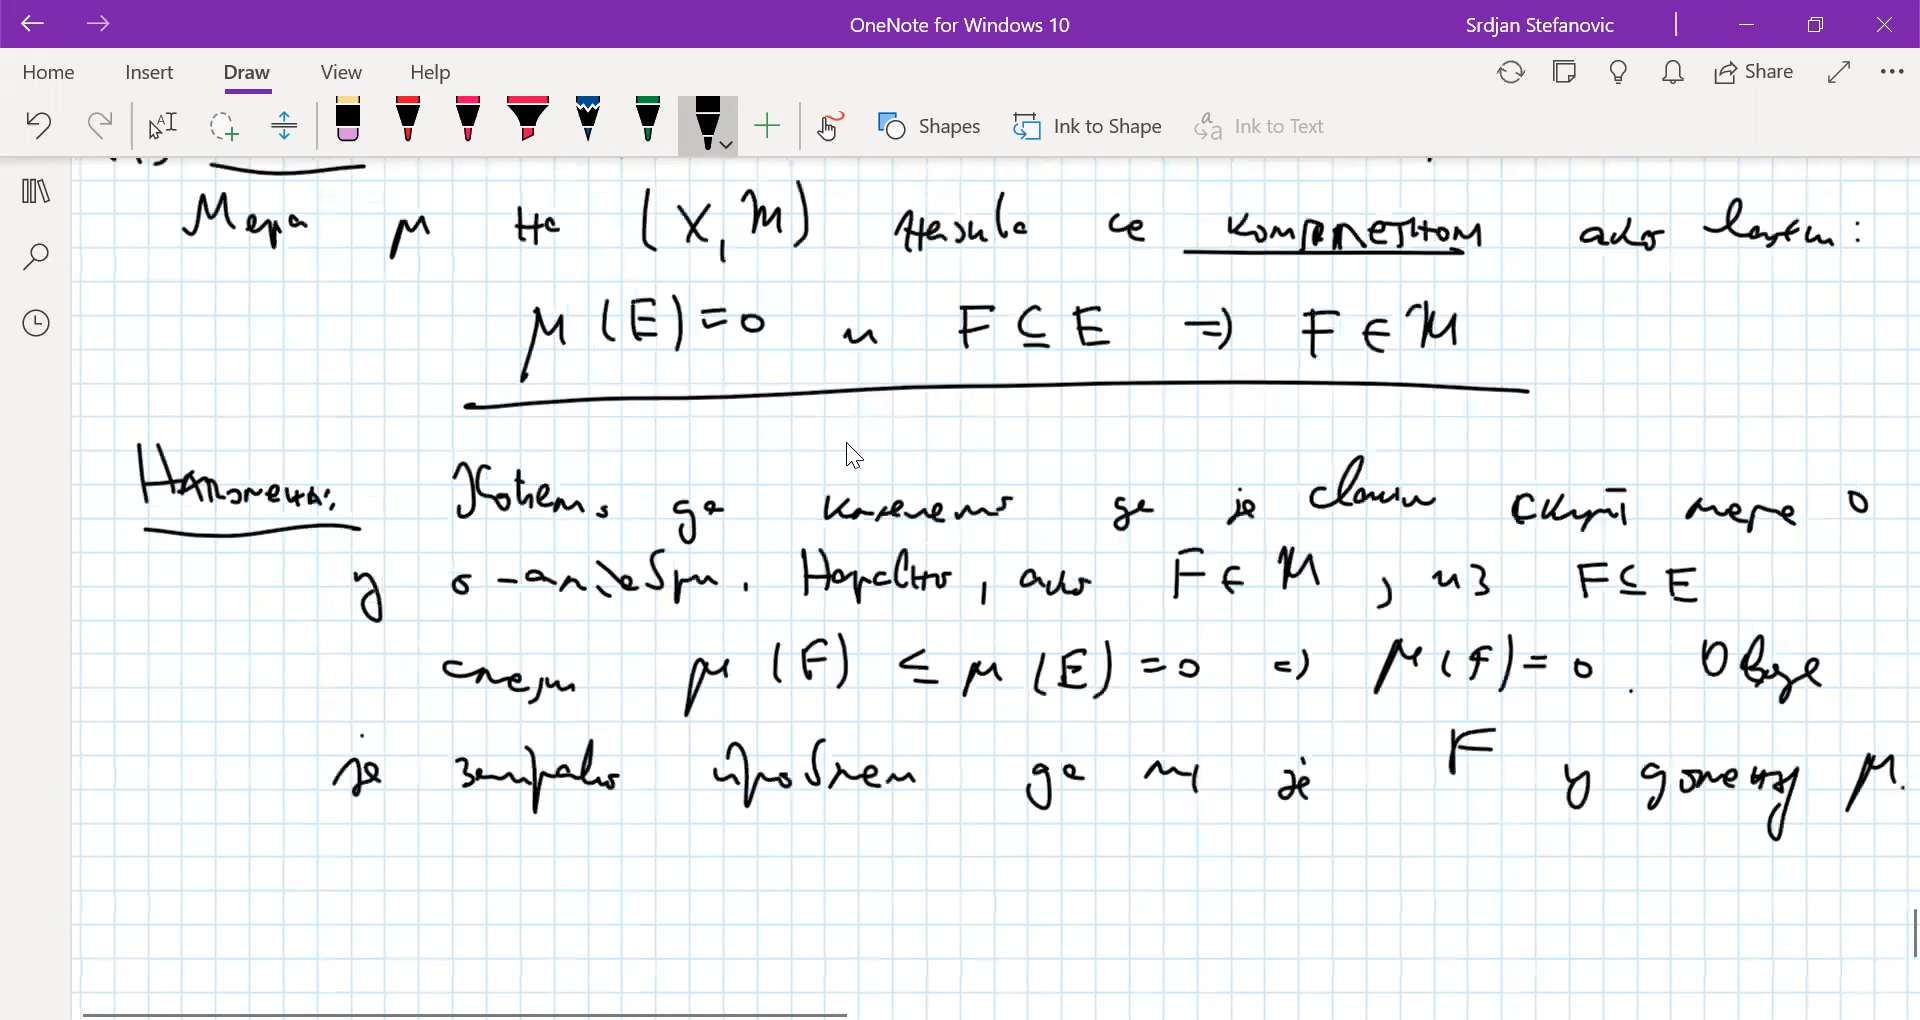 OneNote for Windows 10
Srdjan Stefanovic
Home Insert Draw View Help
Share
Shapes Ink to Shape Ink to Text
Мера μ на (X, M) назива се комплетном ако важи:
μ(E)=0 и F ⊆ E ⇒ F ∈ M
Напомена: Хоћемо да кажемо да је сваки скуп мере 0
у σ-алгебри. Наравно, ако F ∈ M, из F ⊆ E
следи μ(F) ≤ μ(E) = 0 ⇒ μ(F) = 0. Овде
је заправо проблем да ли је F у домену μ.